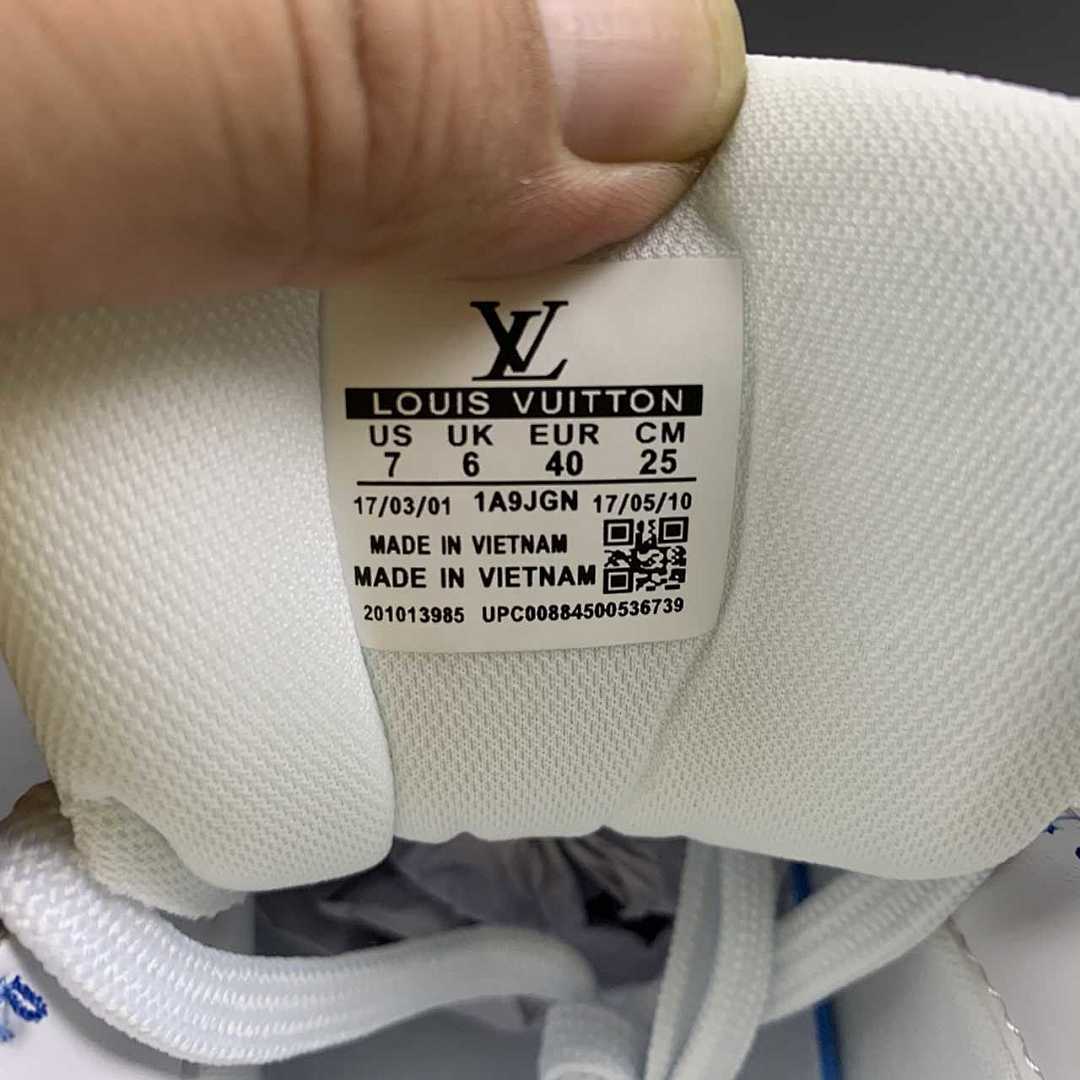 LV
LOUIS VUITTON
US UK EUR CM
7 6 40 25
17/03/01 1A9JGN 17/05/10
MADE IN VIETNAM
MADE IN VIETNAM
201013985 UPC00884500536739